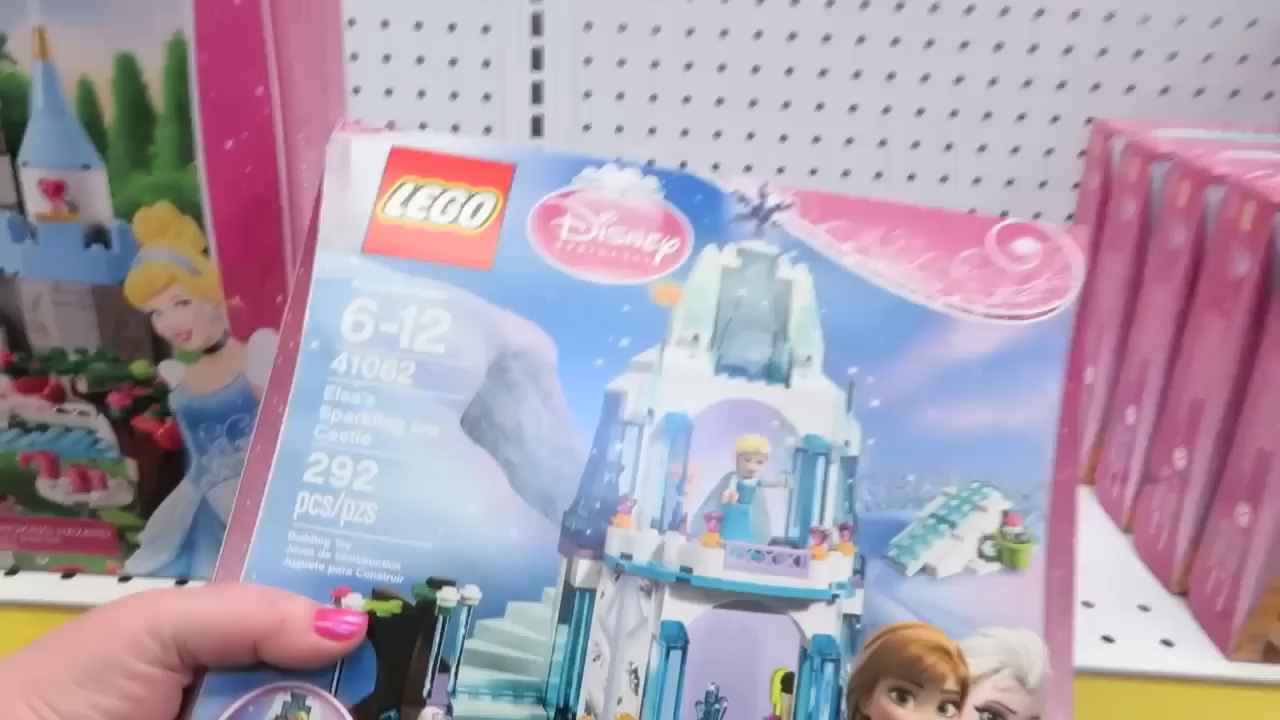 LEGO
Disney
PRINCESS
6-12
41062
Elsa's
Sparkling Ice
Castle
292
pcs/pzs
Building Toy
Jouet de construction
Juguete para Construir